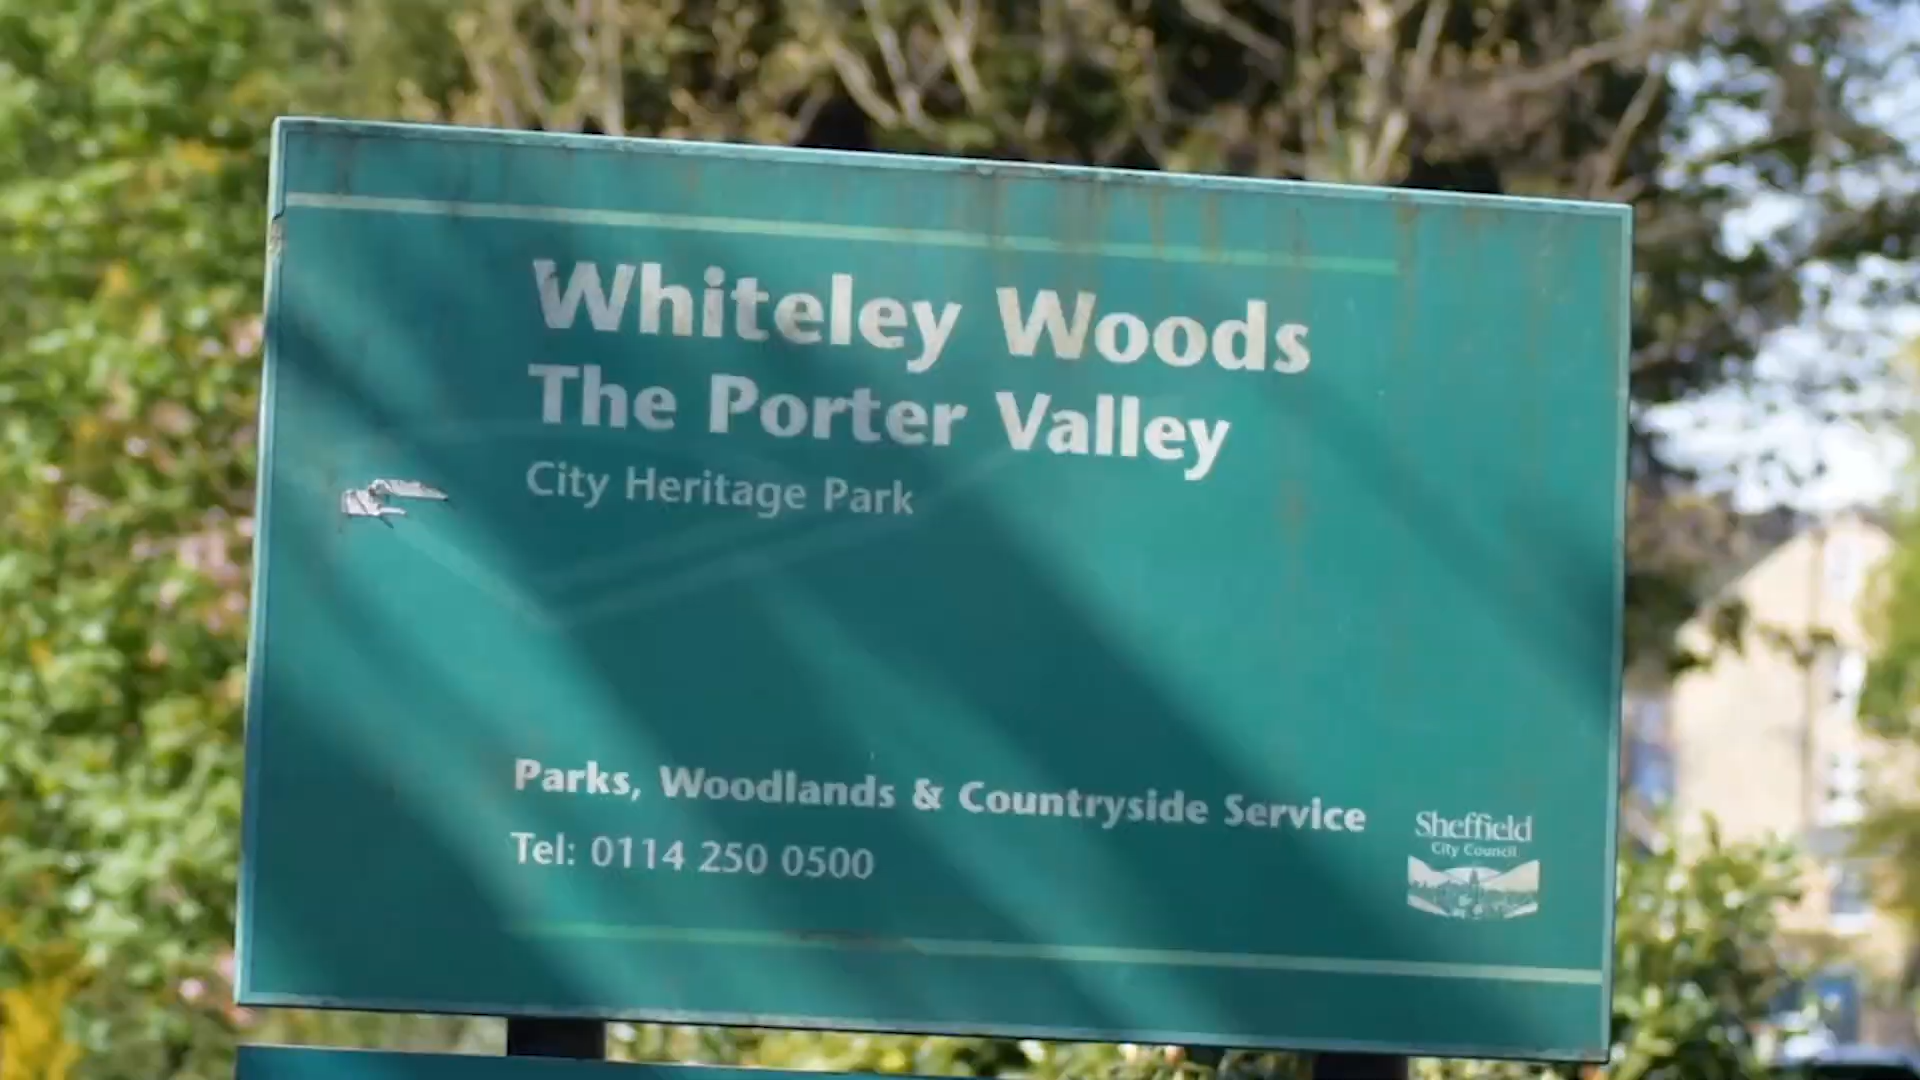 Whiteley Woods
The Porter Valley
City Heritage Park
Parks, Woodlands & Countryside Service
Tel: 0114 250 0500
Sheffield
City Council